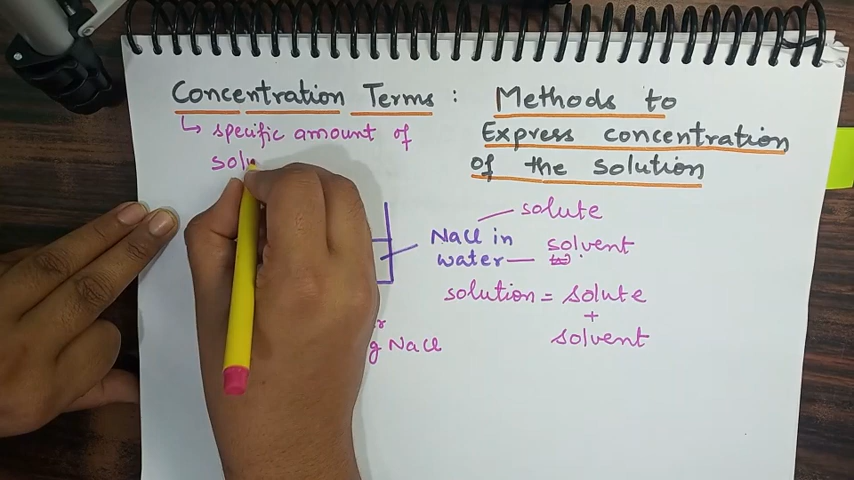 Concentration Terms : Methods to
Express concentration
of the solution
↳ specific amount of
solu
solute
NaCl in
water
solvent
solution = solute
+
solvent
g NaCl